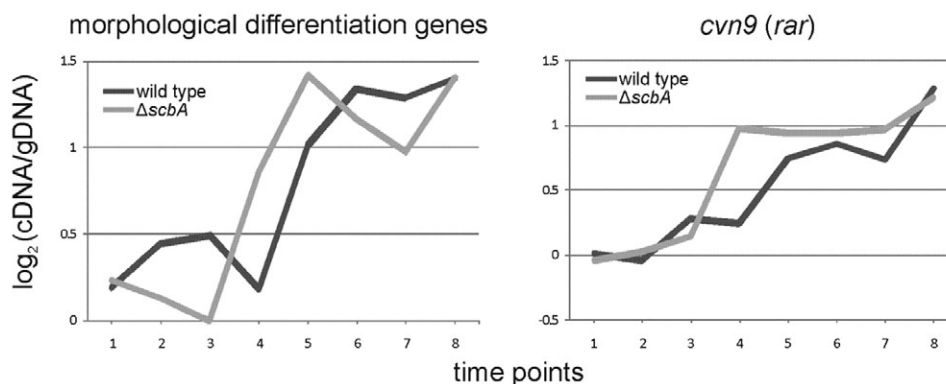 morphological differentiation genes
cvn9 (rar)
log₂(cDNA/gDNA)
1.5
1
0.5
0
wild type
ΔscbA
1 2 3 4 5 6 7 8
1.5
1
0.5
0
-0.5
wild type
ΔscbA
1 2 3 4 5 6 7 8
time points